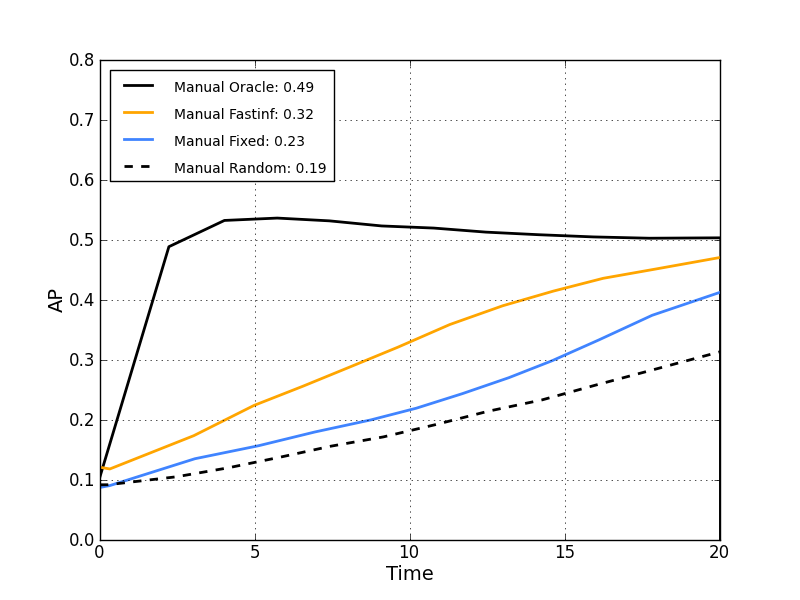 0.8
0.7
0.6
0.5
0.4
0.3
0.2
0.1
0.0
AP
Manual Oracle: 0.49
Manual Fastinf: 0.32
Manual Fixed: 0.23
Manual Random: 0.19
0 5 10 15 20
Time